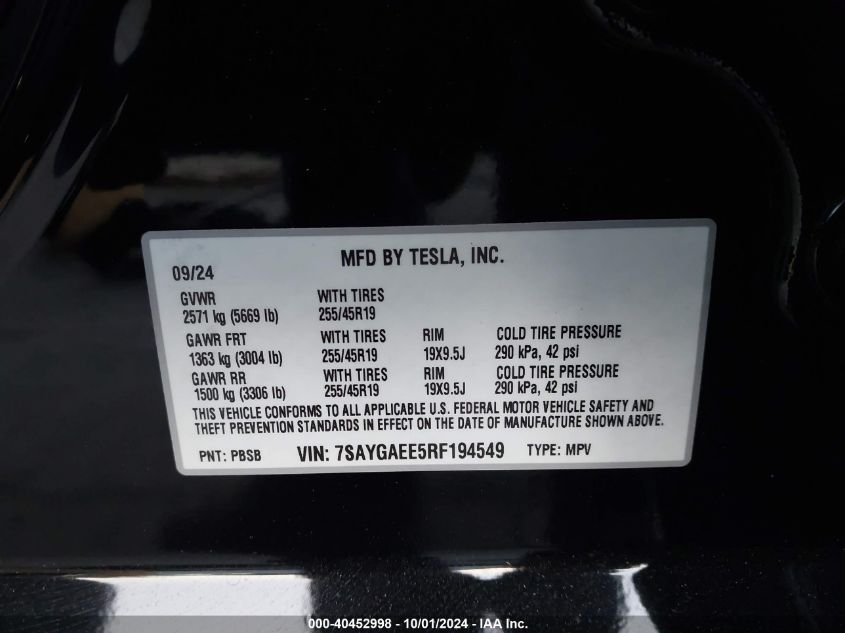 MFD BY TESLA, INC.
09/24
GVWR WITH TIRES
2571 kg (5669 lb) 255/45R19
GAWR FRT WITH TIRES RIM COLD TIRE PRESSURE
1363 kg (3004 lb) 255/45R19 19X9.5J 290 kPa, 42 psi
GAWR RR WITH TIRES RIM COLD TIRE PRESSURE
1500 kg (3306 lb) 255/45R19 19X9.5J 290 kPa, 42 psi
THIS VEHICLE CONFORMS TO ALL APPLICABLE U.S. FEDERAL MOTOR VEHICLE SAFETY AND
THEFT PREVENTION STANDARDS IN EFFECT ON THE DATE OF MANUFACTURE SHOWN ABOVE.
PNT: PBSB VIN: 7SAYGAEE5RF194549 TYPE: MPV
000-40452998 - 10/01/2024 - IAA Inc.